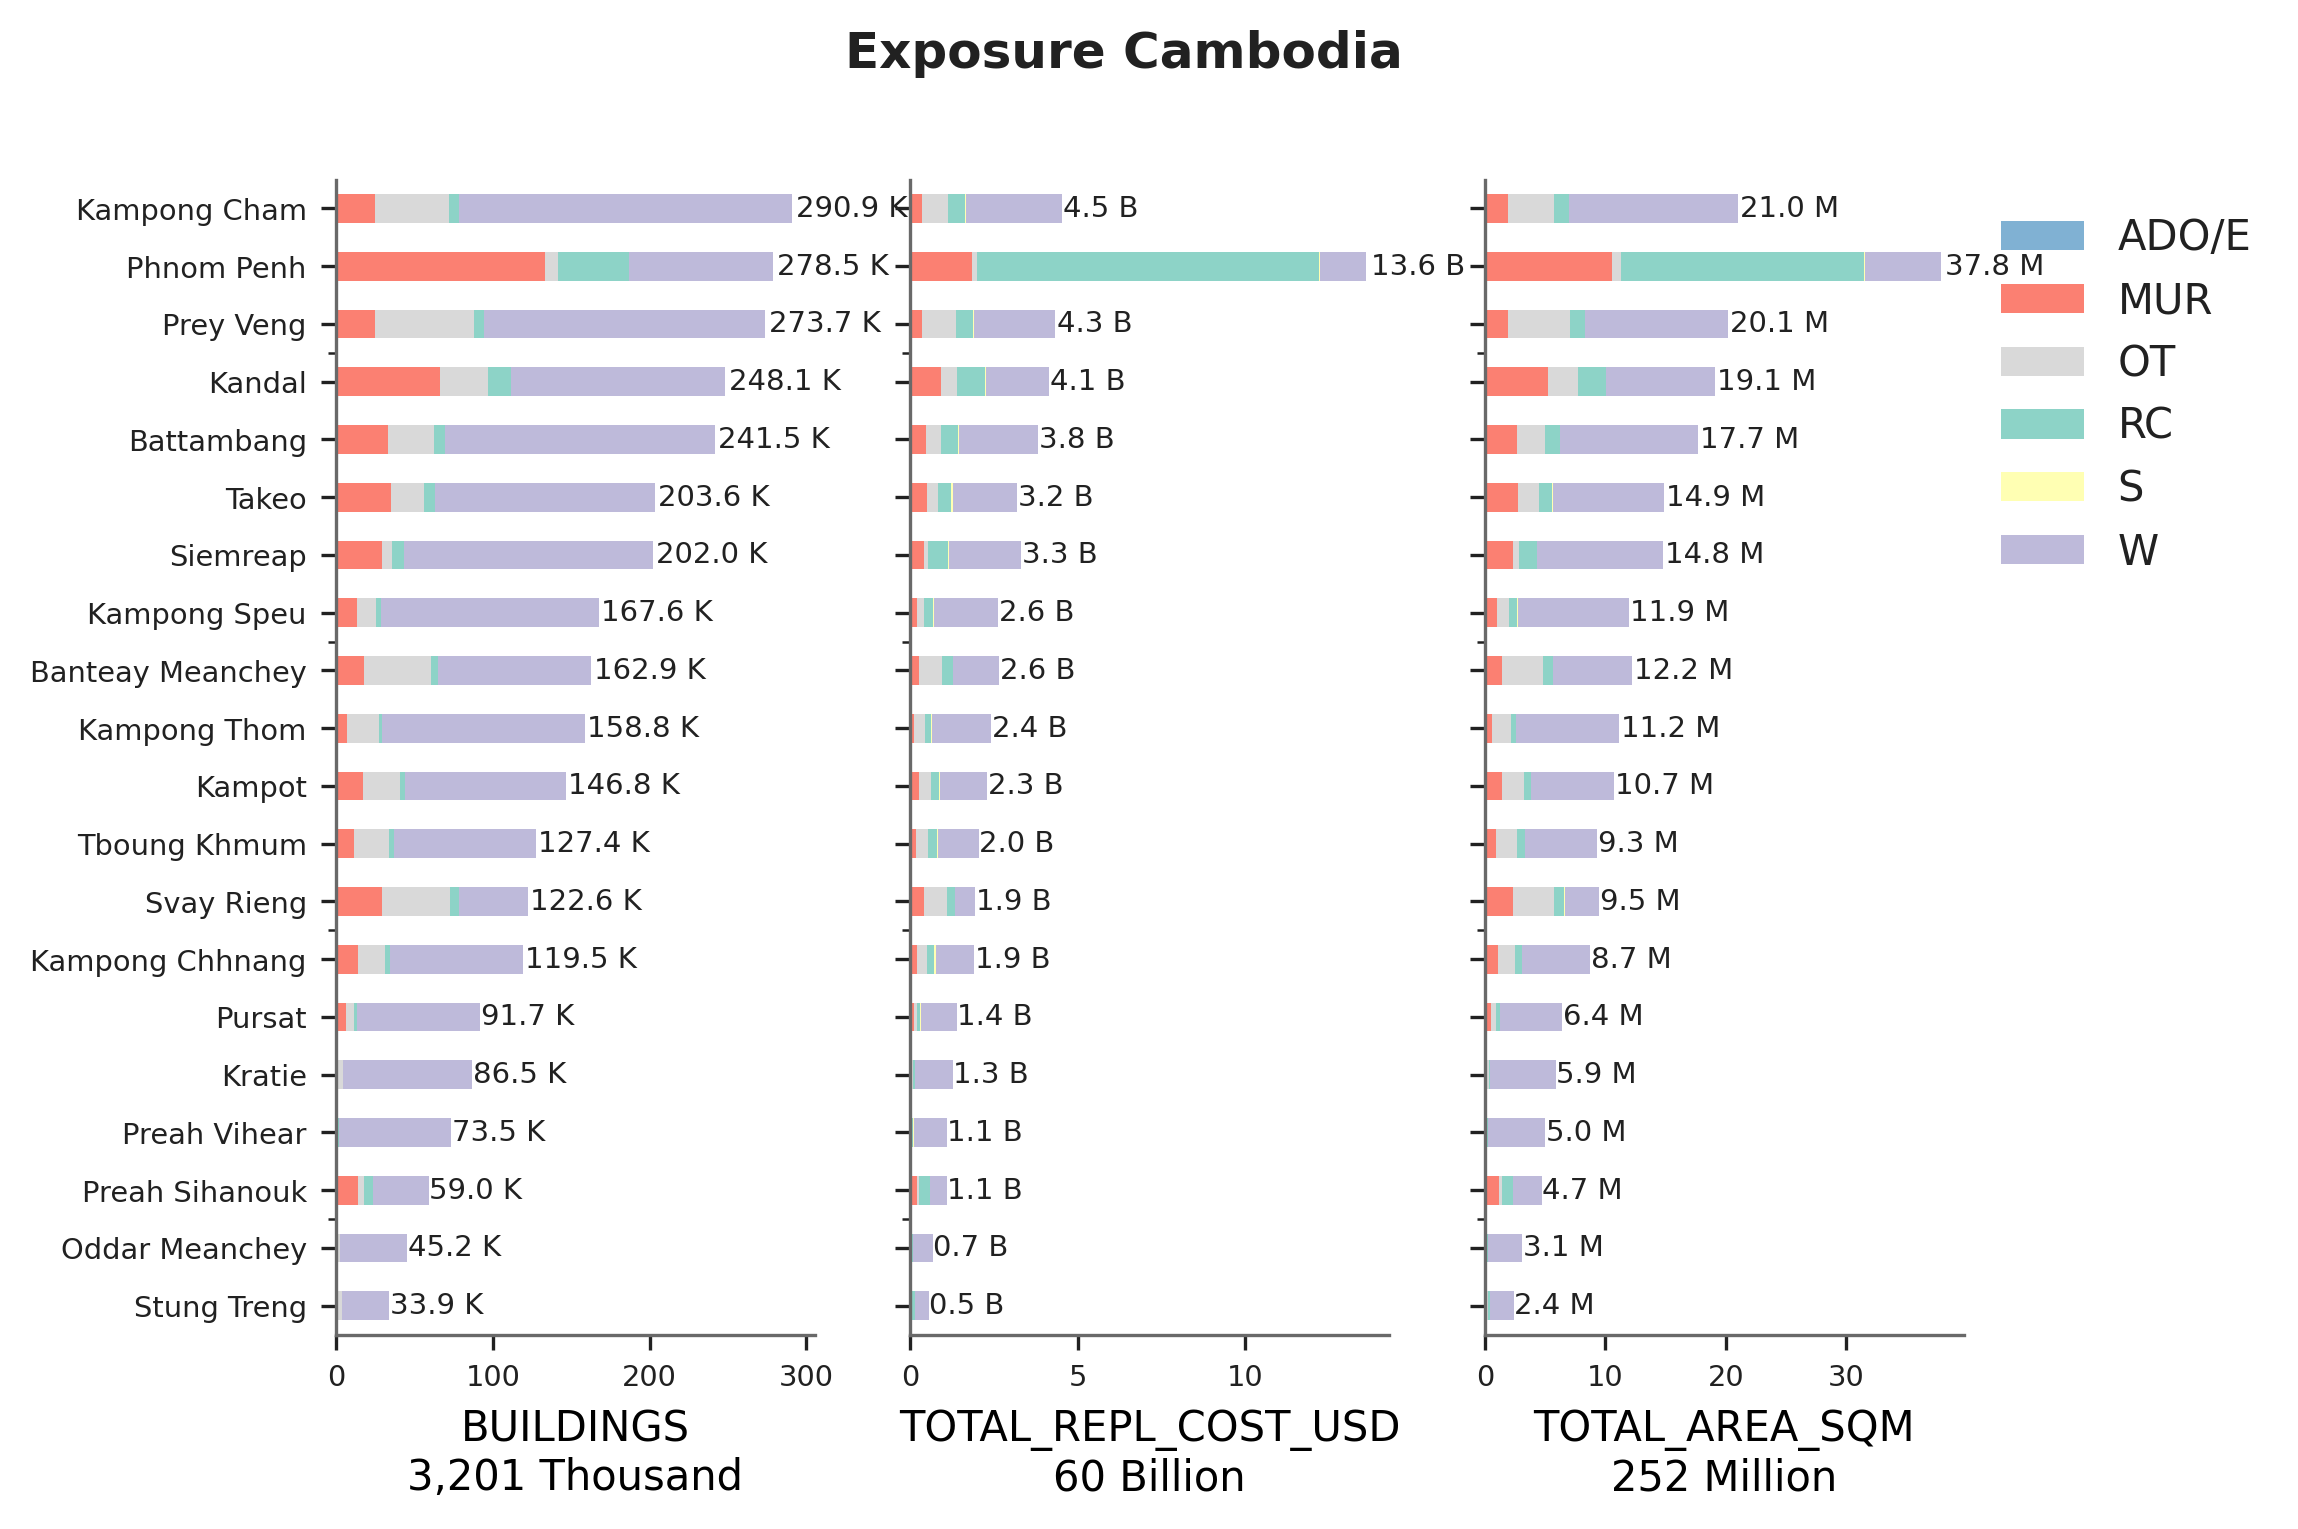 Exposure Cambodia
Kampong Cham 290.9 K 4.5 B 21.0 M
Phnom Penh 278.5 K 13.6 B 37.8 M
Prey Veng 273.7 K 4.3 B 20.1 M
Kandal 248.1 K 4.1 B 19.1 M
Battambang 241.5 K 3.8 B 17.7 M
Takeo 203.6 K 3.2 B 14.9 M
Siemreap 202.0 K 3.3 B 14.8 M
Kampong Speu 167.6 K 2.6 B 11.9 M
Banteay Meanchey 162.9 K 2.6 B 12.2 M
Kampong Thom 158.8 K 2.4 B 11.2 M
Kampot 146.8 K 2.3 B 10.7 M
Tboung Khmum 127.4 K 2.0 B 9.3 M
Svay Rieng 122.6 K 1.9 B 9.5 M
Kampong Chhnang 119.5 K 1.9 B 8.7 M
Pursat 91.7 K 1.4 B 6.4 M
Kratie 86.5 K 1.3 B 5.9 M
Preah Vihear 73.5 K 1.1 B 5.0 M
Preah Sihanouk 59.0 K 1.1 B 4.7 M
Oddar Meanchey 45.2 K 0.7 B 3.1 M
Stung Treng 33.9 K 0.5 B 2.4 M
0 100 200 300 0 5 10 0 10 20 30
BUILDINGS TOTAL_REPL_COST_USD TOTAL_AREA_SQM
3,201 Thousand 60 Billion 252 Million
ADO/E
MUR
OT
RC
S
W